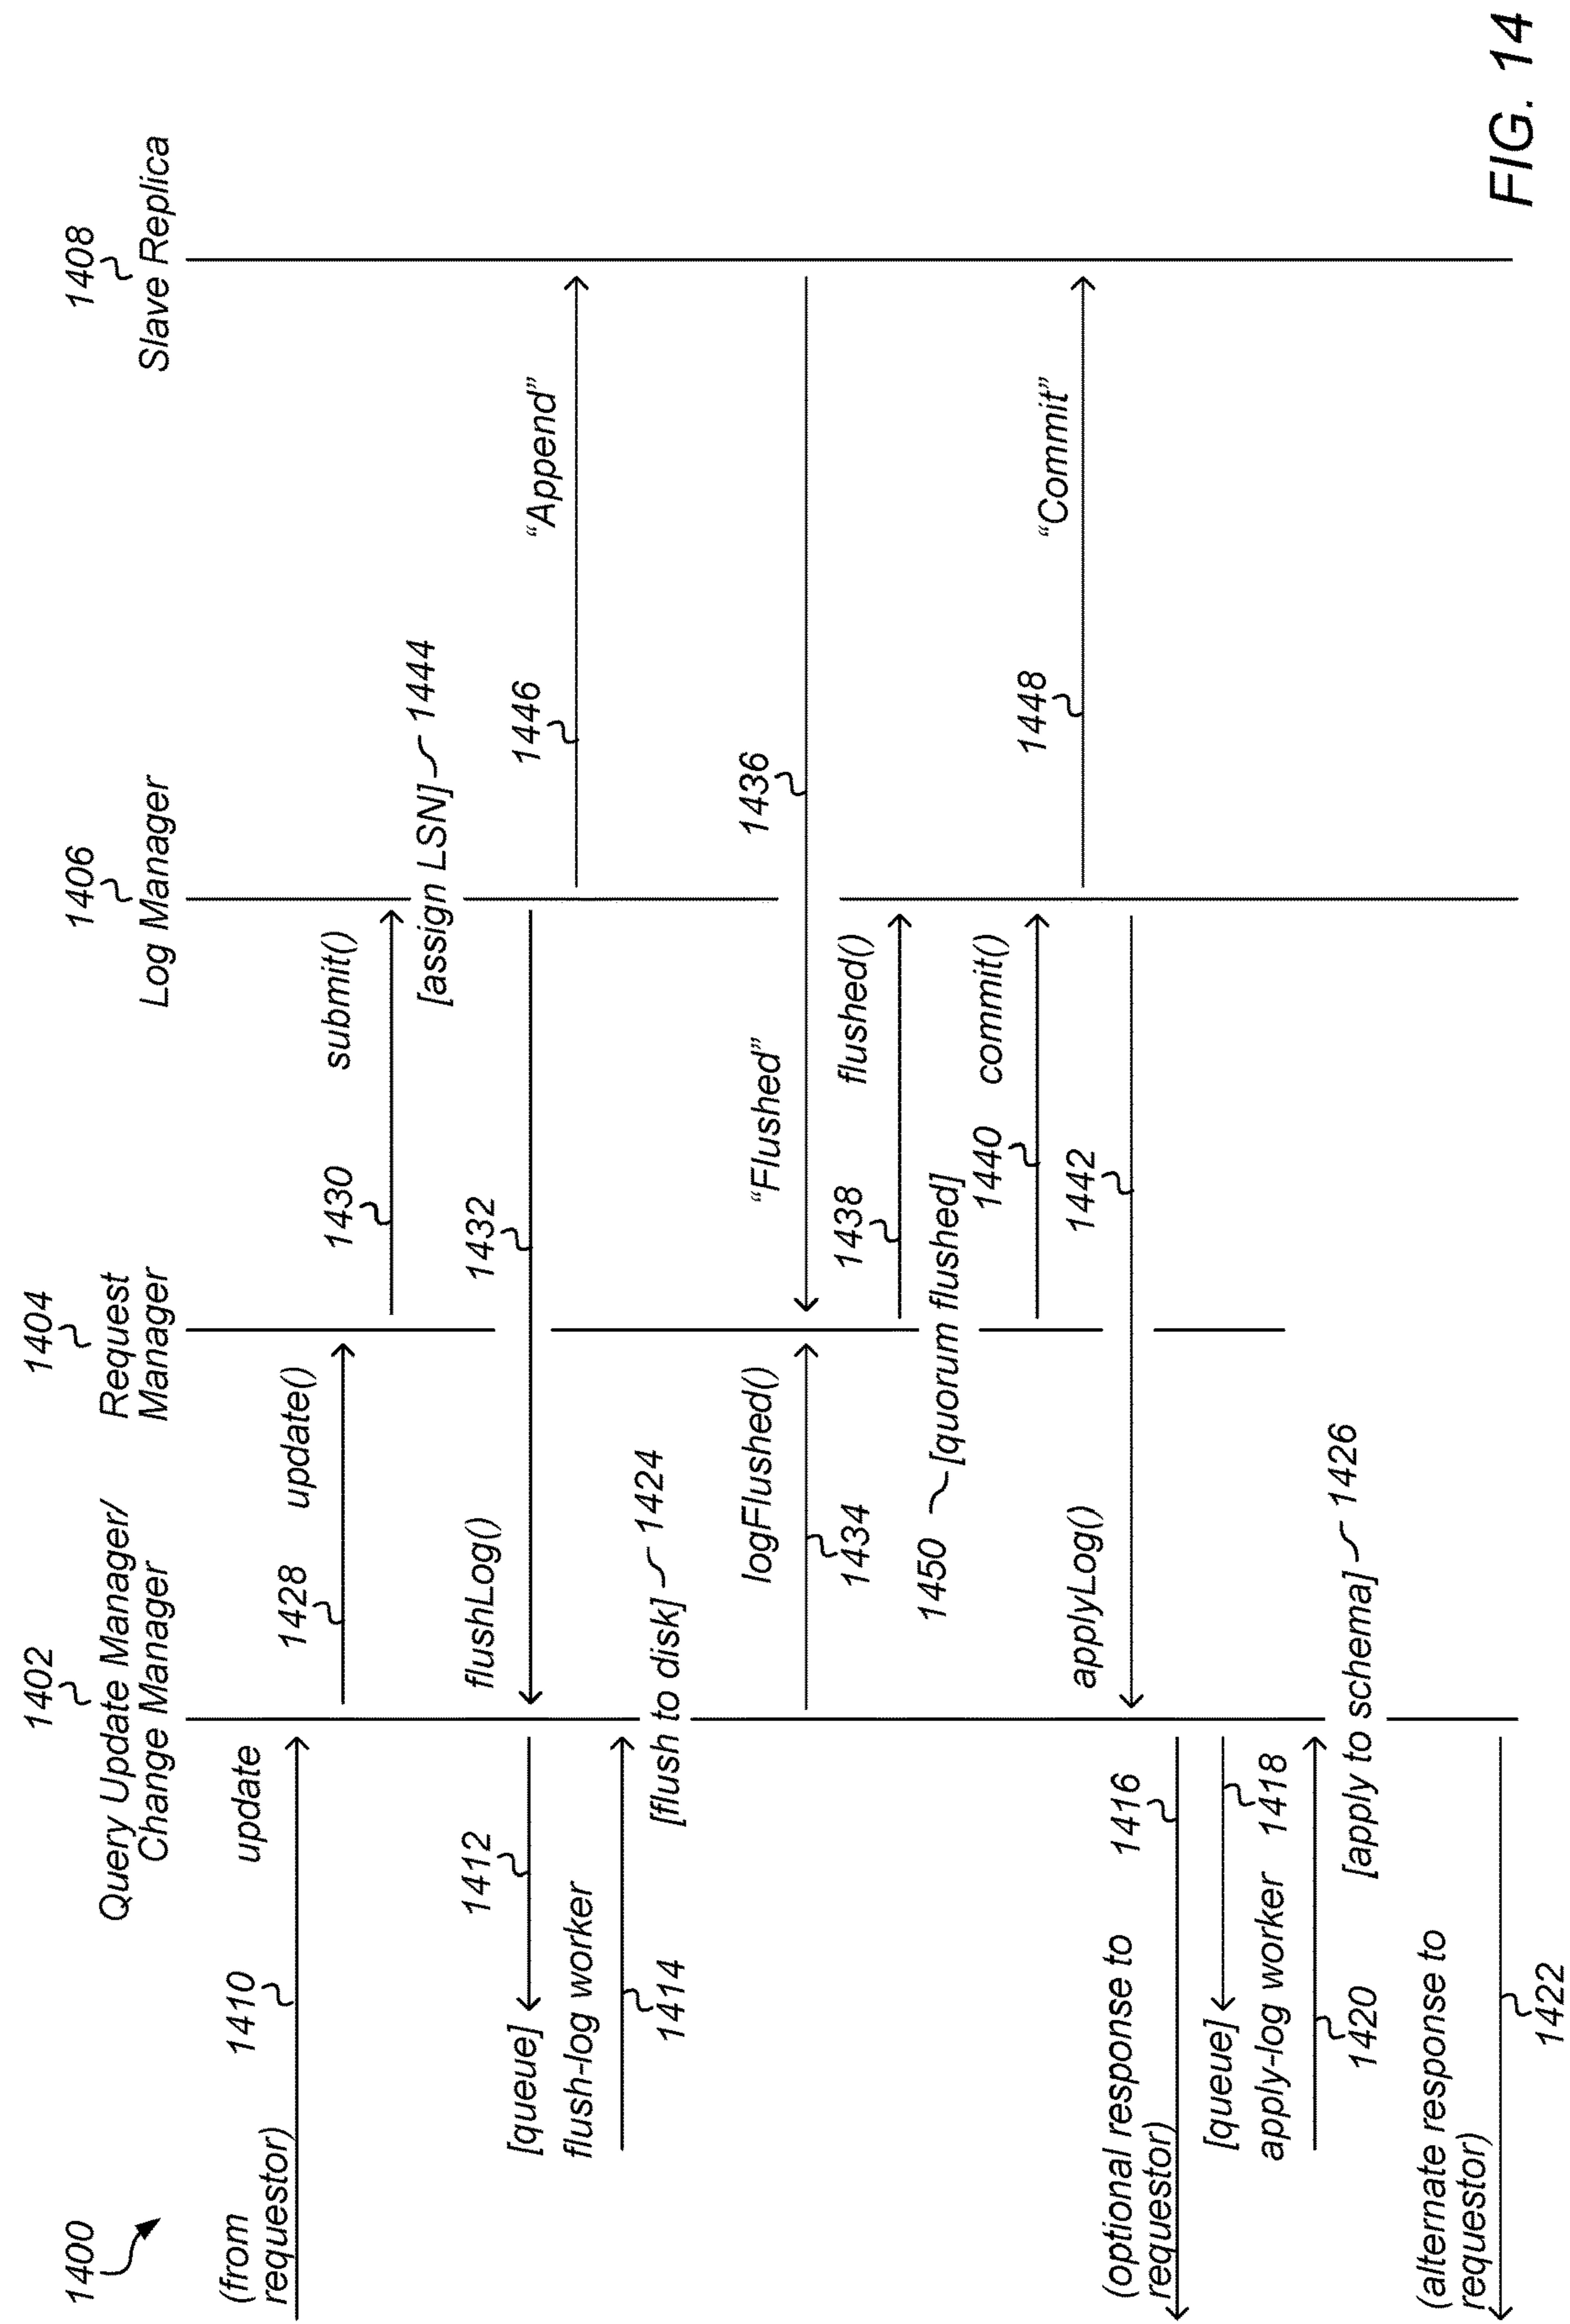 1400
1402
Query Update Manager/
Change Manager
1404
Request
Manager
1406
Log Manager
1408
Slave Replica
(from
requestor)
1410
update
1428
update()
1430
submit()
[assign LSN] 1444
flushLog()
1432
1412
[queue]
1446
"Append"
flush-log worker
1414
[flush to disk] 1424
logFlushed()
1434
"Flushed"
1436
1438
flushed()
1450 [quorum flushed]
1440
commit()
1448
"Commit"
applyLog()
1442
(optional response to
requestor)
1416
[queue]
1418
apply-log worker
1420
[apply to schema] 1426
(alternate response to
requestor)
1422
FIG. 14